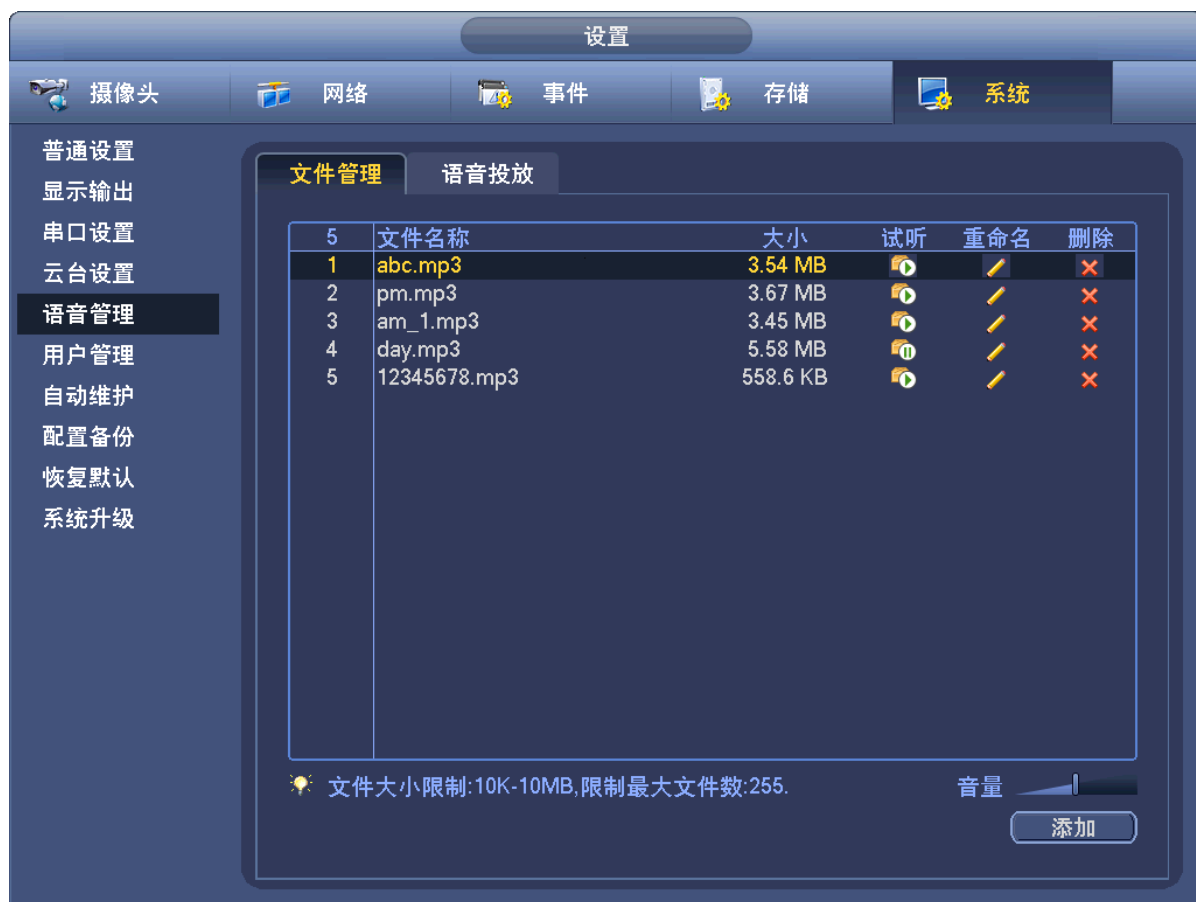 设置
摄像头 网络 事件 存储 系统
普通设置
显示输出
串口设置
云台设置
语音管理
用户管理
自动维护
配置备份
恢复默认
系统升级
文件管理 语音投放
5 文件名称 大小 试听 重命名 删除
1 abc.mp3 3.54 MB
2 pm.mp3 3.67 MB
3 am_1.mp3 3.45 MB
4 day.mp3 5.58 MB
5 12345678.mp3 558.6 KB
文件大小限制:10K-10MB,限制最大文件数:255. 音量
添加